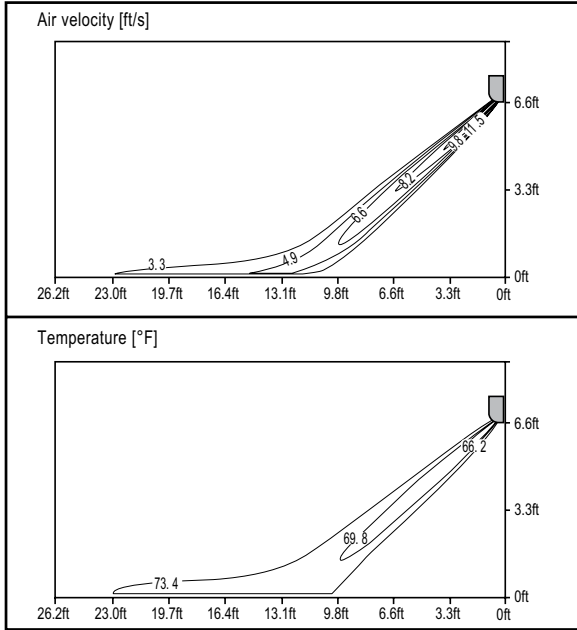 Air velocity [ft/s]
6.6ft
3.3ft
0ft
≥11.5
9.8
8.2
6.6
4.9
3.3
26.2ft 23.0ft 19.7ft 16.4ft 13.1ft 9.8ft 6.6ft 3.3ft 0ft
Temperature [°F]
6.6ft
3.3ft
0ft
66.2
69.8
73.4
26.2ft 23.0ft 19.7ft 16.4ft 13.1ft 9.8ft 6.6ft 3.3ft 0ft